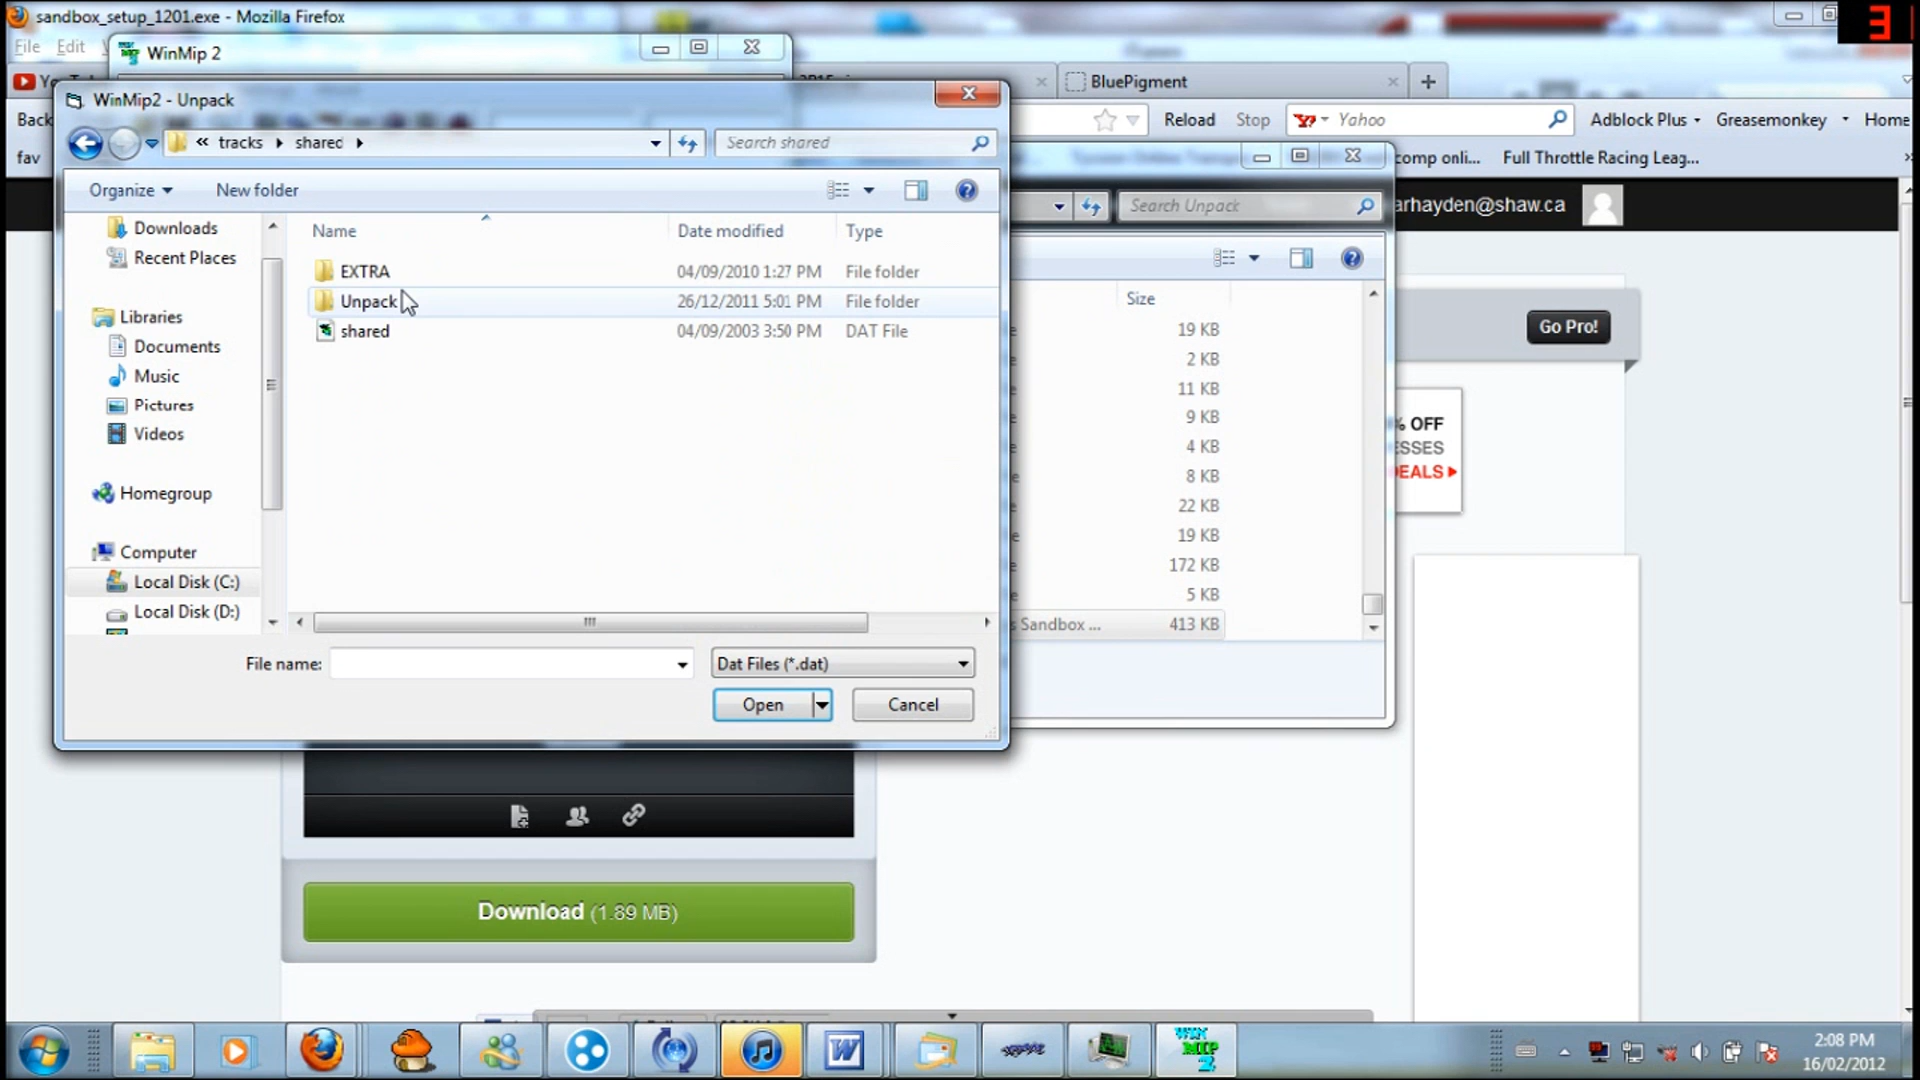 sandbox_setup_1201.exe - Mozilla Firefox
3
File Edit
WinMip 2
BluePigment
WinMip2 - Unpack
Back
Reload Stop Yahoo Adblock Plus Greasemonkey Home
« tracks shared
Search shared
fav
comp onli... Full Throttle Racing Leag...
Organize New folder
Search Unpack
arhayden@shaw.ca
Name Date modified Type
Downloads
Recent Places
Libraries
Documents
Music
Pictures
Videos
Homegroup
Computer
Local Disk (C:)
Local Disk (D:)
EXTRA 04/09/2010 1:27 PM File folder
Unpack 26/12/2011 5:01 PM File folder
shared 04/09/2003 3:50 PM DAT File
Size
19 KB
2 KB
11 KB
9 KB
4 KB
8 KB
22 KB
19 KB
172 KB
5 KB
s Sandbox ... 413 KB
Go Pro!
% OFF
ESSES
DEALS
File name: Dat Files (*.dat)
Open Cancel
Download (1.89 MB)
WIN
MIP
2
2:08 PM
16/02/2012